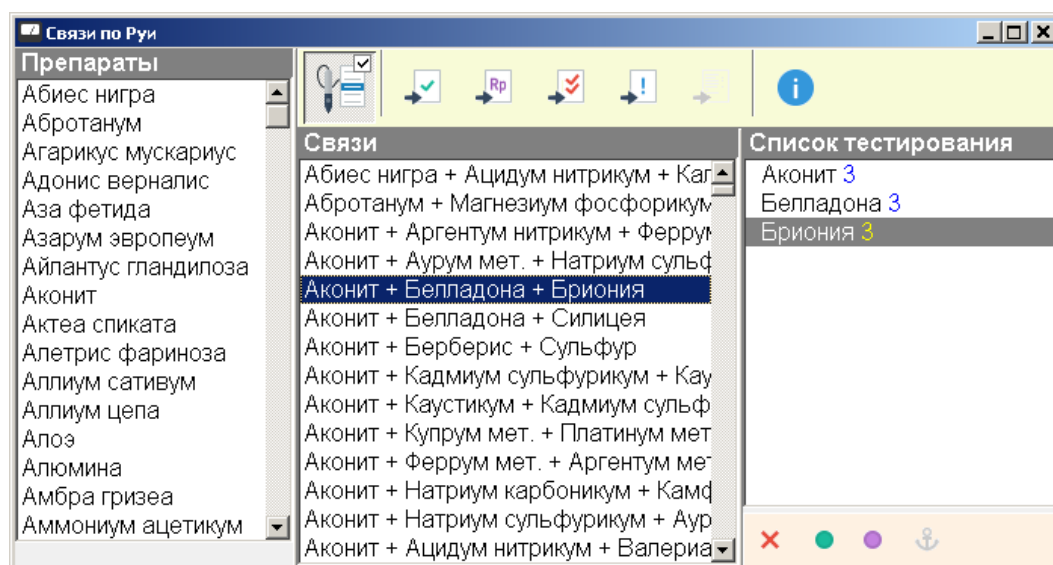 Связи по Руи
Препараты
Абиес нигра
Абротанум
Агарикус мускариус
Адонис верналис
Аза фетида
Азарум эвропеум
Айлантус гландилоза
Аконит
Актеа спиката
Алетрис фариноза
Аллиум сативум
Аллиум цепа
Алоэ
Алюмина
Амбра гризеа
Аммониум ацетикум
Rp
Связи
Абиес нигра + Ацидум нитрикум + Кал
Абротанум + Магнезиум фосфорикум
Аконит + Аргентум нитрикум + Феррум
Аконит + Аурум мет. + Натриум сульф
Аконит + Белладона + Бриония
Аконит + Белладона + Силицея
Аконит + Берберис + Сульфур
Аконит + Кадмиум сульфурикум + Кау
Аконит + Каустикум + Кадмиум сульф
Аконит + Купрум мет. + Платинум мет
Аконит + Феррум мет. + Аргентум мет
Аконит + Натриум карбоникум + Камф
Аконит + Натриум сульфурикум + Аур
Аконит + Ацидум нитрикум + Валериа
Список тестирования
Аконит 3
Белладона 3
Бриония 3